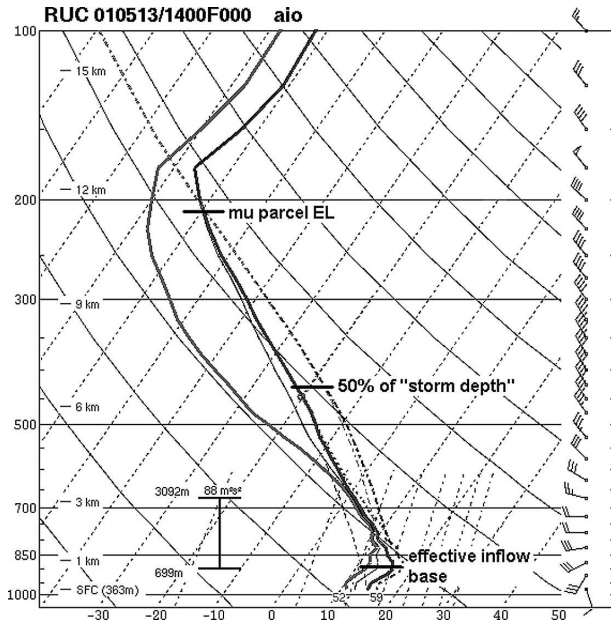 RUC 010513/1400F000 aio
100
15 km
12 km
200
mu parcel EL
300
9 km
50% of "storm depth"
6 km
500
3092m 88 m²s²
700
3 km
850
effective inflow
base
1 km
699m
SFC (363m)
1000
52 59
-30 -20 -10 0 10 20 30 40 50